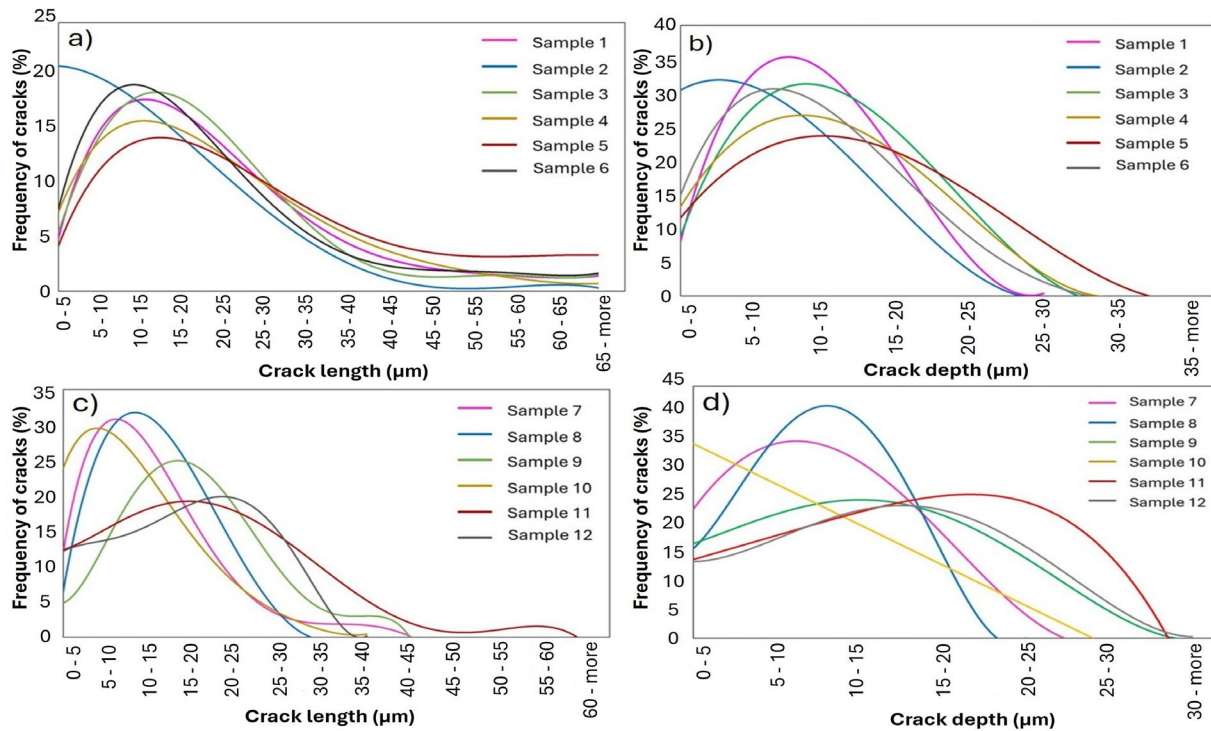 a)
Frequency of cracks (%)
25
20
15
10
5
0
Sample 1
Sample 2
Sample 3
Sample 4
Sample 5
Sample 6
0 - 5
5 - 10
10 - 15
15 - 20
20 - 25
25 - 30
30 - 35
35 - 40
40 - 45
45 - 50
50 - 55
55 - 60
60 - 65
65 - more
Crack length (µm)
b)
Frequency of cracks (%)
40
35
30
25
20
15
10
5
0
Sample 1
Sample 2
Sample 3
Sample 4
Sample 5
Sample 6
0 - 5
5 - 10
10 - 15
15 - 20
20 - 25
25 - 30
30 - 35
35 - more
Crack depth (µm)
c)
Frequency of cracks (%)
35
30
25
20
15
10
5
0
Sample 7
Sample 8
Sample 9
Sample 10
Sample 11
Sample 12
0 - 5
5 - 10
10 - 15
15 - 20
20 - 25
25 - 30
30 - 35
35 - 40
40 - 45
45 - 50
50 - 55
55 - 60
60 - more
Crack length (µm)
d)
Frequency of cracks (%)
45
40
35
30
25
20
15
10
5
0
Sample 7
Sample 8
Sample 9
Sample 10
Sample 11
Sample 12
0 - 5
5 - 10
10 - 15
15 - 20
20 - 25
25 - 30
30 - more
Crack depth (µm)